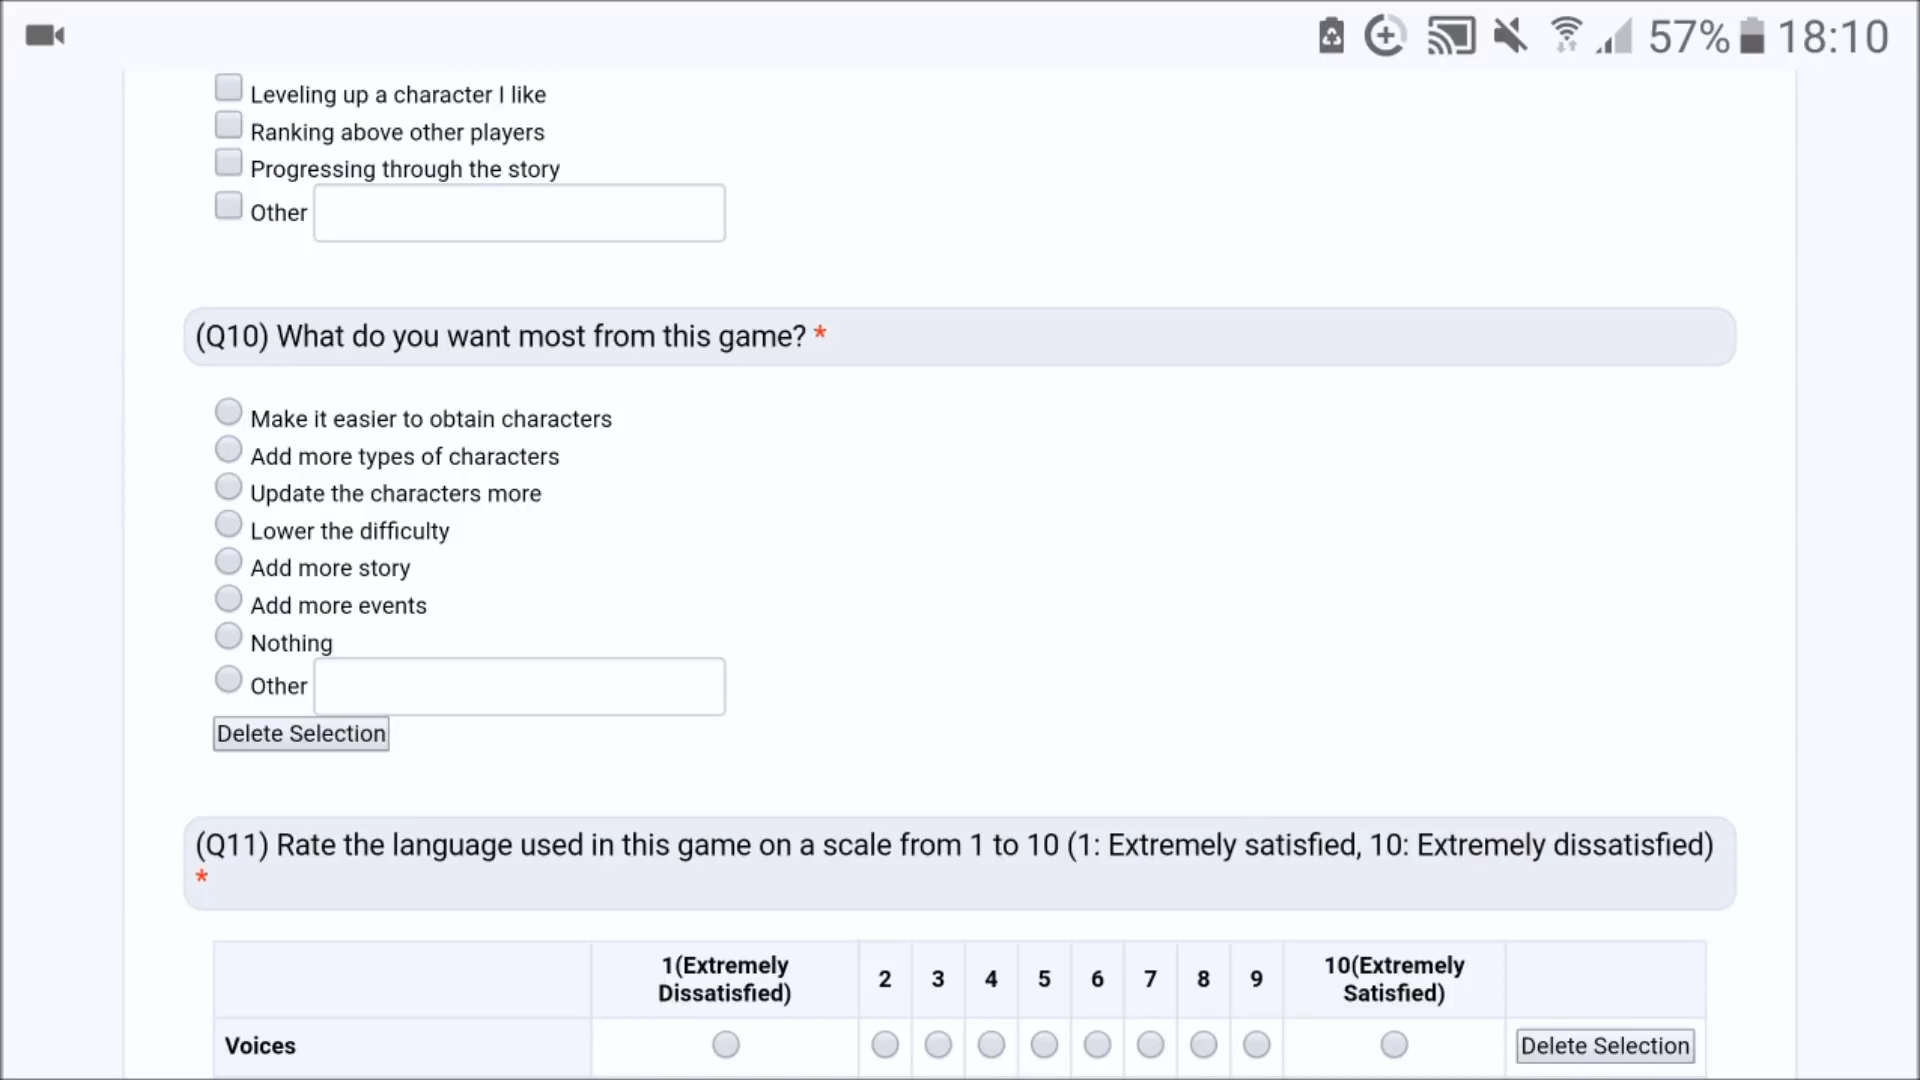 57% 18:10
Leveling up a character I like
Ranking above other players
Progressing through the story
Other
(Q10) What do you want most from this game? *
Make it easier to obtain characters
Add more types of characters
Update the characters more
Lower the difficulty
Add more story
Add more events
Nothing
Other
Delete Selection
(Q11) Rate the language used in this game on a scale from 1 to 10 (1: Extremely satisfied, 10: Extremely dissatisfied)
*
1(Extremely Dissatisfied) 2 3 4 5 6 7 8 9 10(Extremely Satisfied)
Voices Delete Selection